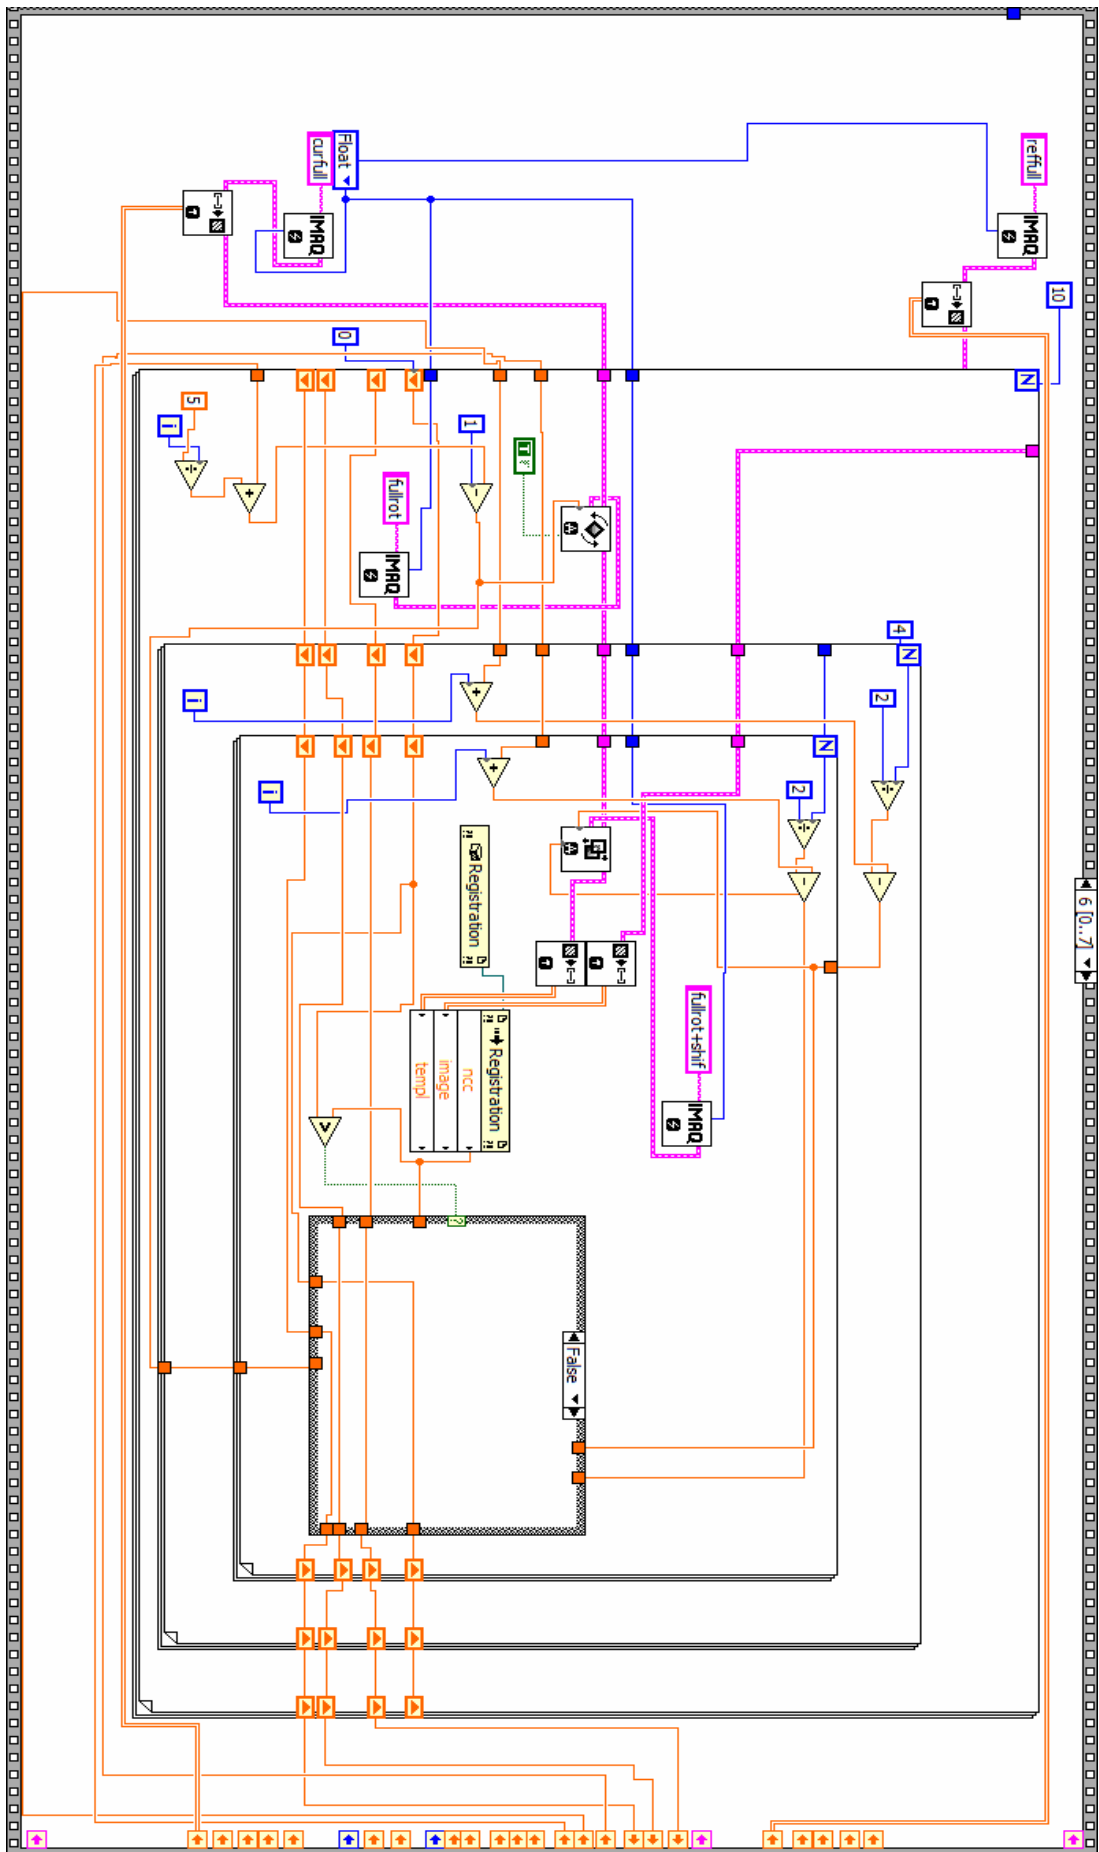 reffull
IMAQ
10
Float
curfull
IMAQ
0
N
5
i
1
T
fullrot
IMAQ
4
N
2
i
N
2
i
Registration
Registration
ncc
image
templ
fullrot+shif
IMAQ
6 [0..7]
?
False